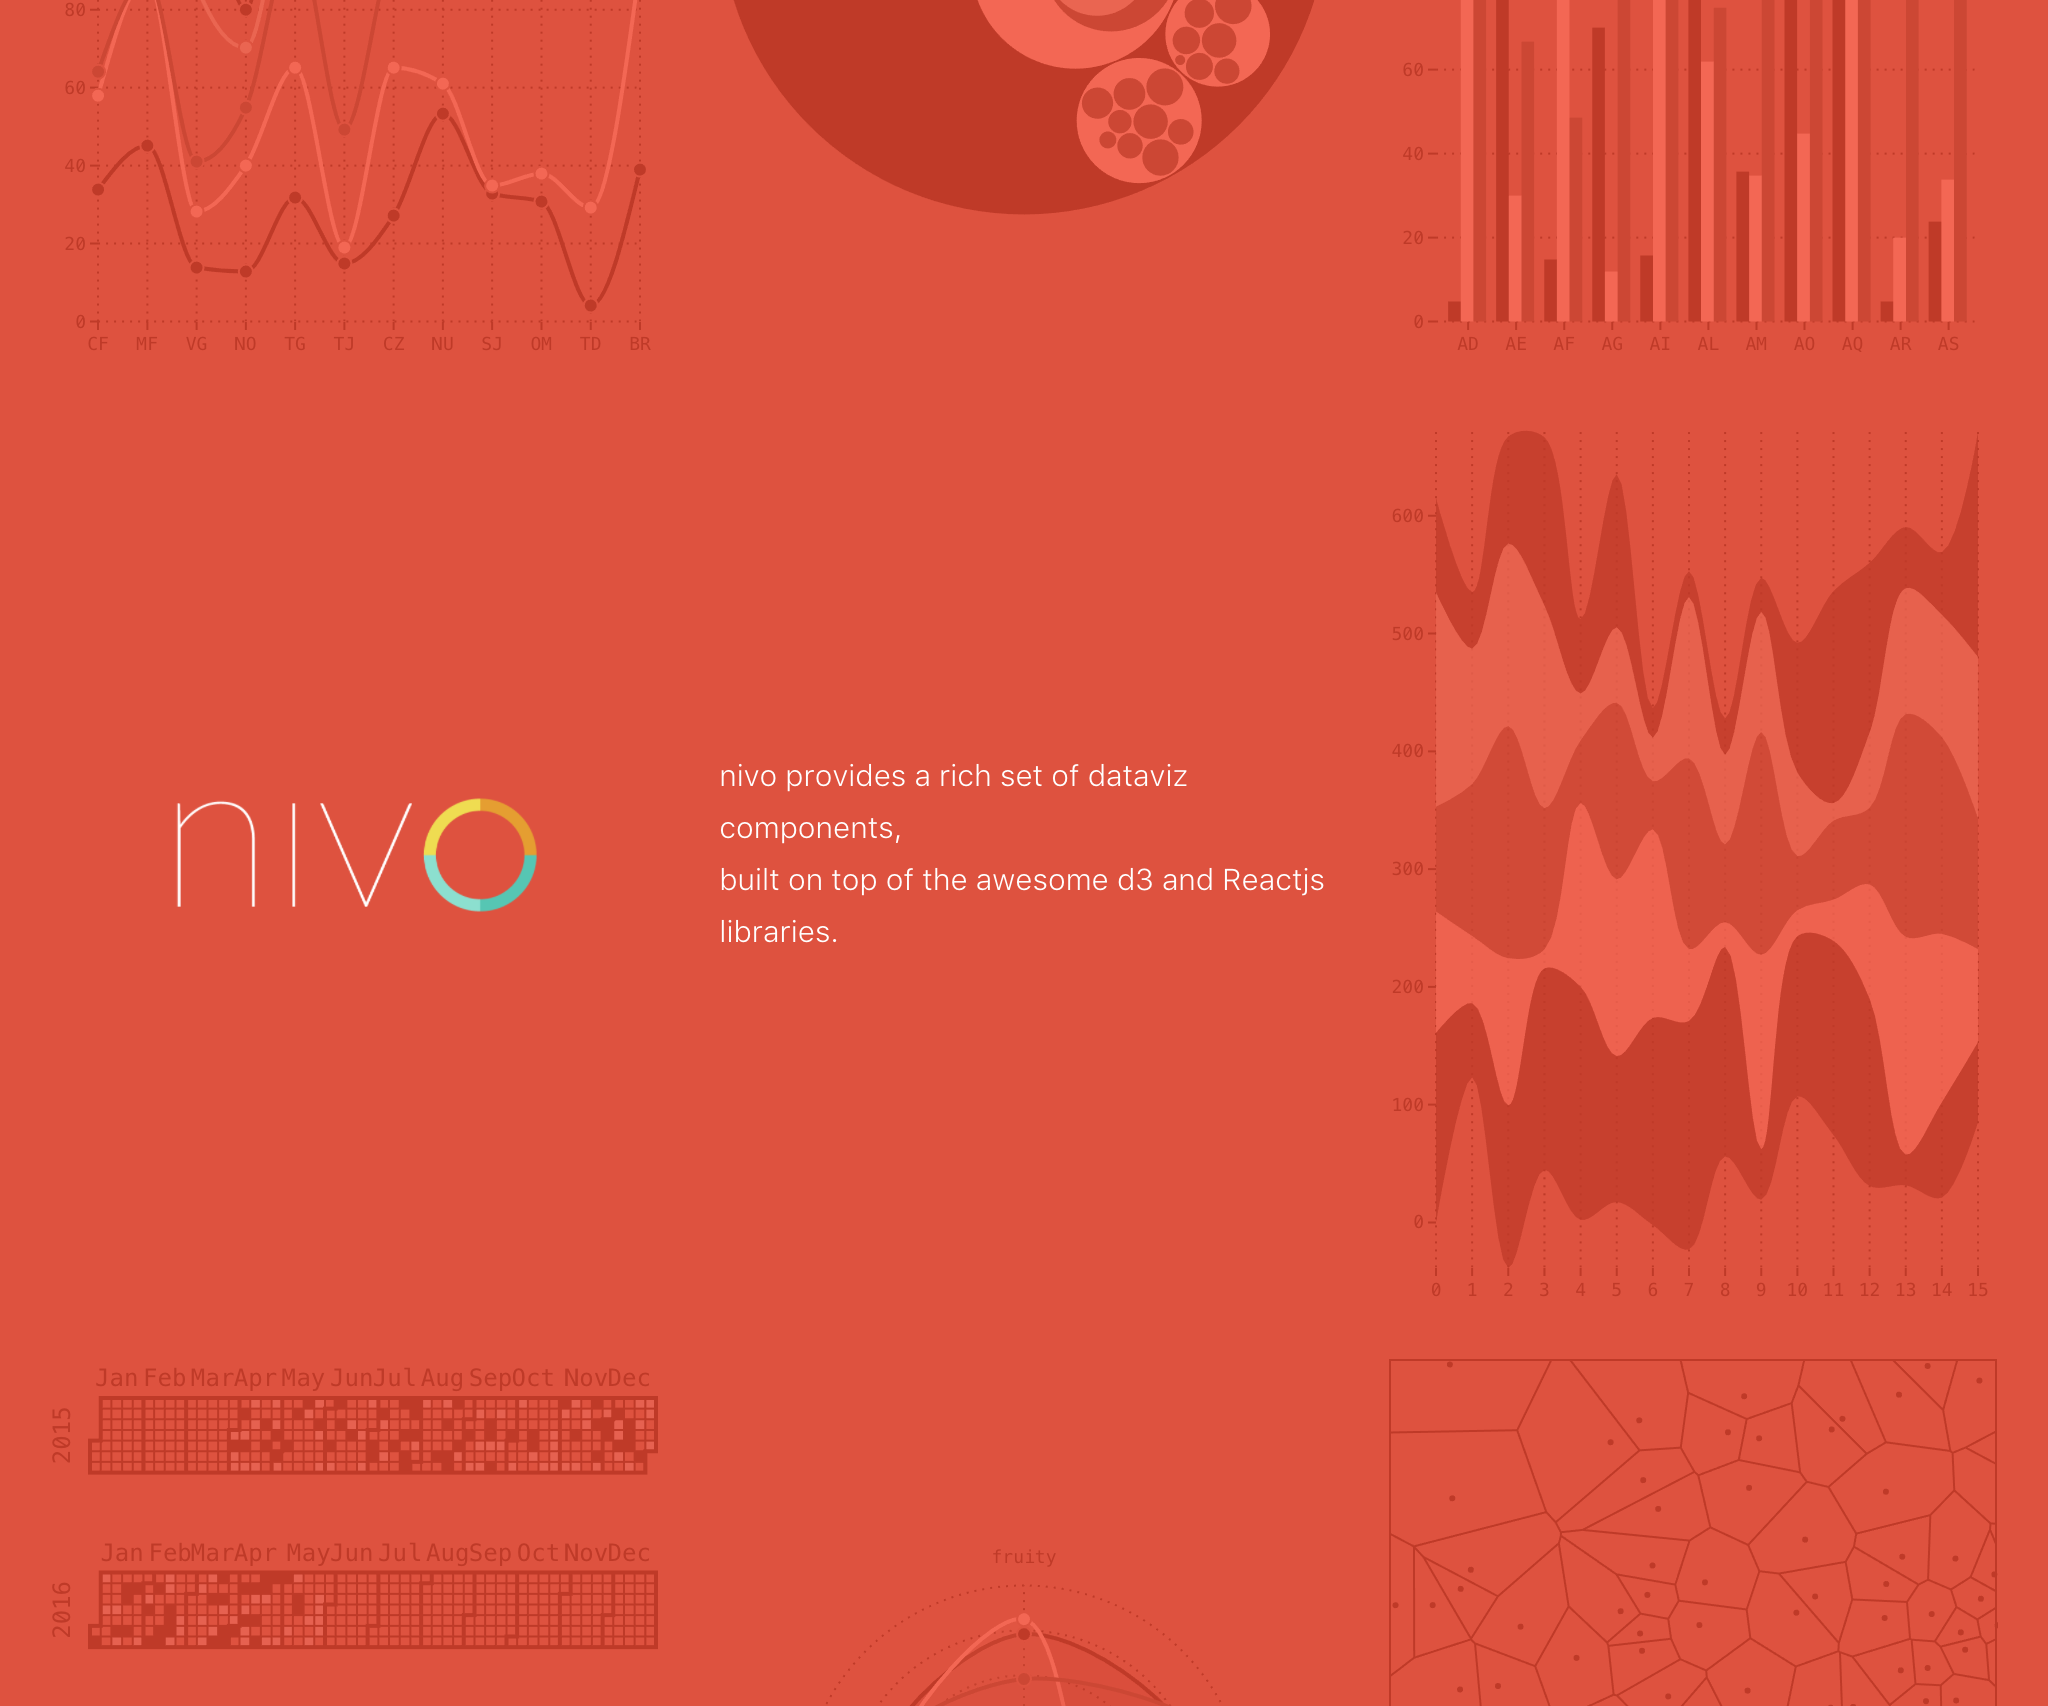 80
60
40
20
0
CF MF VG NO TG TJ CZ NU SJ OM TD BR
60
40
20
0
AD AE AF AG AI AL AM AO AQ AR AS
nivo
nivo provides a rich set of dataviz
components,
built on top of the awesome d3 and Reactjs
libraries.
600
500
400
300
200
100
0
0 1 2 3 4 5 6 7 8 9 10 11 12 13 14 15
Jan Feb Mar Apr May Jun Jul Aug Sep Oct Nov Dec
2015
Jan Feb Mar Apr May Jun Jul Aug Sep Oct Nov Dec
2016
fruity